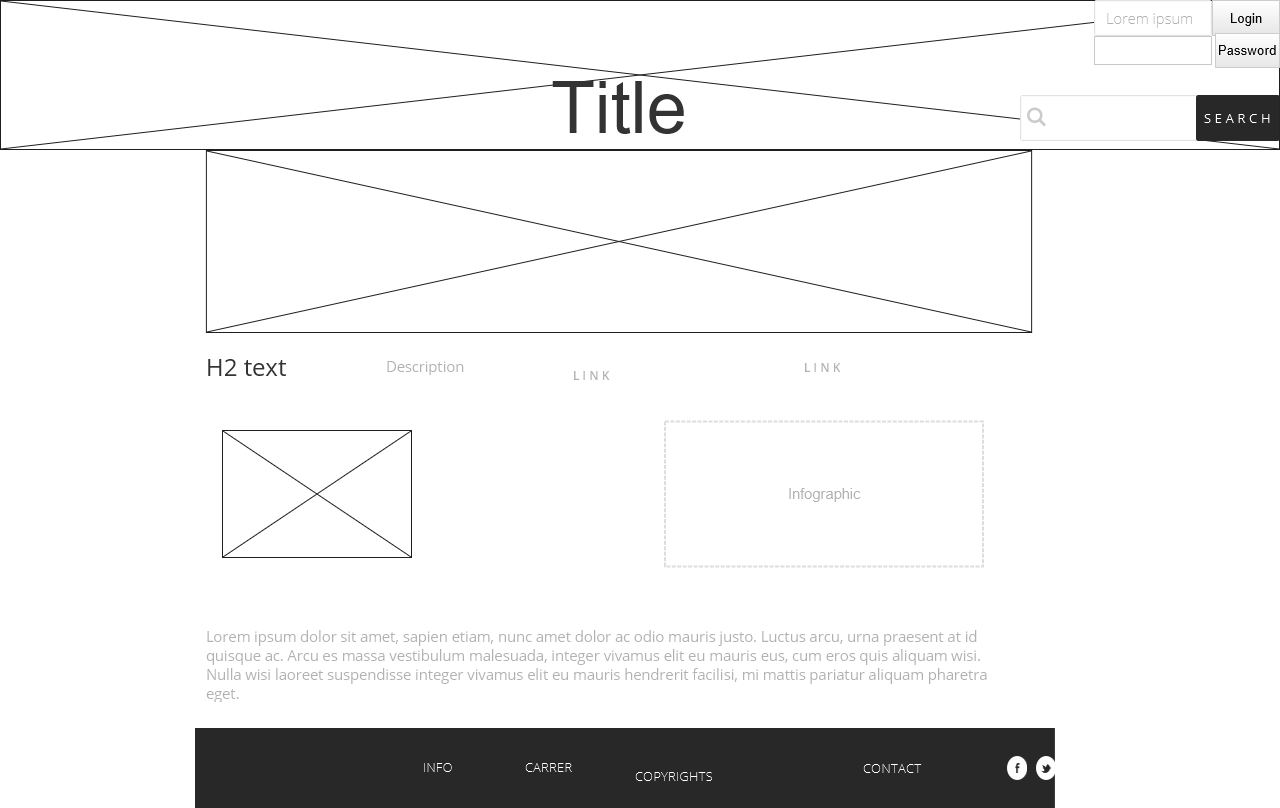 Lorem ipsum
Login
Password
Title
SEARCH
H2 text
Description
LINK
LINK
Infographic
Lorem ipsum dolor sit amet, sapien etiam, nunc amet dolor ac odio mauris justo. Luctus arcu, urna praesent at id
quisque ac. Arcu es massa vestibulum malesuada, integer vivamus elit eu mauris eus, cum eros quis aliquam wisi.
Nulla wisi laoreet suspendisse integer vivamus elit eu mauris hendrerit facilisi, mi mattis pariatur aliquam pharetra
eget.
INFO
CARRER
COPYRIGHTS
CONTACT